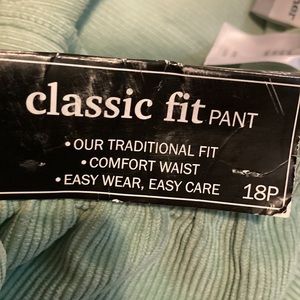 classic fit PANT
• OUR TRADITIONAL FIT
• COMFORT WAIST
• EASY WEAR, EASY CARE
18P